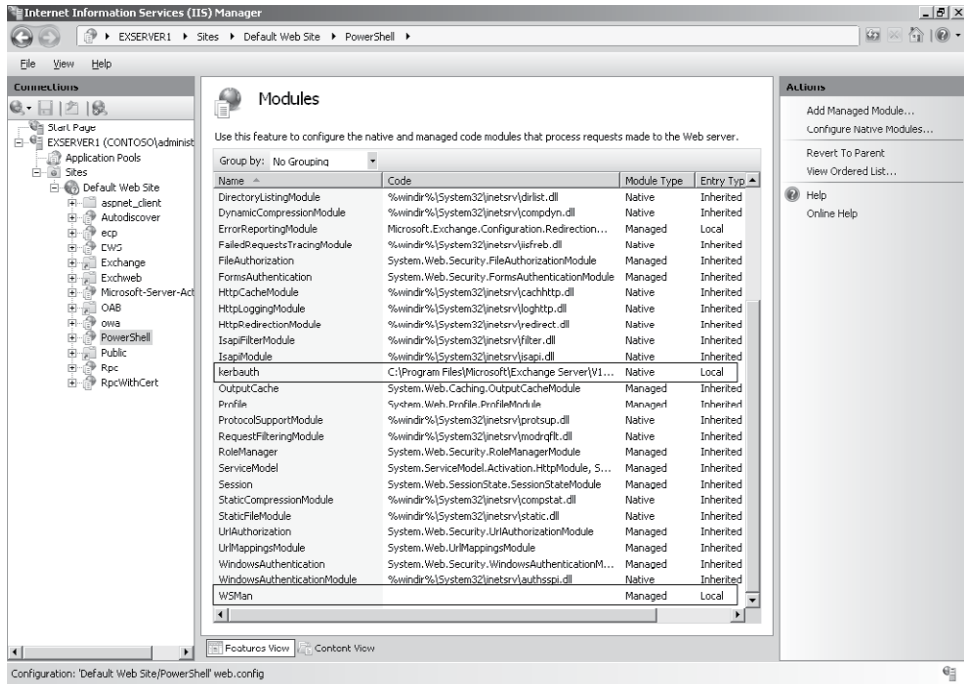 Internet Information Services (IIS) Manager
EXSERVER1 Sites Default Web Site PowerShell
File View Help
Connections
Start Page
EXSERVER1 (CONTOSO\administ
Application Pools
Sites
Default Web Site
aspnet_client
Autodiscover
ecp
EWS
Exchange
Exchweb
Microsoft-Server-Act
OAB
owa
PowerShell
Public
Rpc
RpcWithCert
Modules
Use this feature to configure the native and managed code modules that process requests made to the Web server.
Group by: No Grouping
Name Code Module Type Entry Typ
DirectoryListingModule %windir%\System32\inetsrv\dirlist.dll Native Inherited
DynamicCompressionModule %windir%\System32\inetsrv\compdyn.dll Native Inherited
ErrorReportingModule Microsoft.Exchange.Configuration.Redirection... Managed Local
FailedRequestsTracingModule %windir%\System32\inetsrv\iisfreb.dll Native Inherited
FileAuthorization System.Web.Security.FileAuthorizationModule Managed Inherited
FormsAuthentication System.Web.Security.FormsAuthenticationModule Managed Inherited
HttpCacheModule %windir%\System32\inetsrv\cachhttp.dll Native Inherited
HttpLoggingModule %windir%\System32\inetsrv\loghttp.dll Native Inherited
HttpRedirectionModule %windir%\System32\inetsrv\redirect.dll Native Inherited
IsapiFilterModule %windir%\System32\inetsrv\filter.dll Native Inherited
IsapiModule %windir%\System32\inetsrv\isapi.dll Native Inherited
kerbauth C:\Program Files\Microsoft\Exchange Server\V1... Native Local
OutputCache System.Web.Caching.OutputCacheModule Managed Inherited
Profile System.Web.Profile.ProfileModule Managed Inherited
ProtocolSupportModule %windir%\System32\inetsrv\protsup.dll Native Inherited
RequestFilteringModule %windir%\System32\inetsrv\modrqflt.dll Native Inherited
RoleManager System.Web.Security.RoleManagerModule Managed Inherited
ServiceModel System.ServiceModel.Activation.HttpModule, S... Managed Inherited
Session System.Web.SessionState.SessionStateModule Managed Inherited
StaticCompressionModule %windir%\System32\inetsrv\compstat.dll Native Inherited
StaticFileModule %windir%\System32\inetsrv\static.dll Native Inherited
UrlAuthorization System.Web.Security.UrlAuthorizationModule Managed Inherited
UrlMappingsModule System.Web.UrlMappingsModule Managed Inherited
WindowsAuthentication System.Web.Security.WindowsAuthenticationM... Managed Inherited
WindowsAuthenticationModule %windir%\System32\inetsrv\authsspi.dll Native Inherited
WSMan Managed Local
Features View Content View
Actions
Add Managed Module...
Configure Native Modules...
Revert To Parent
View Ordered List...
Help
Online Help
Configuration: 'Default Web Site/PowerShell' web.config